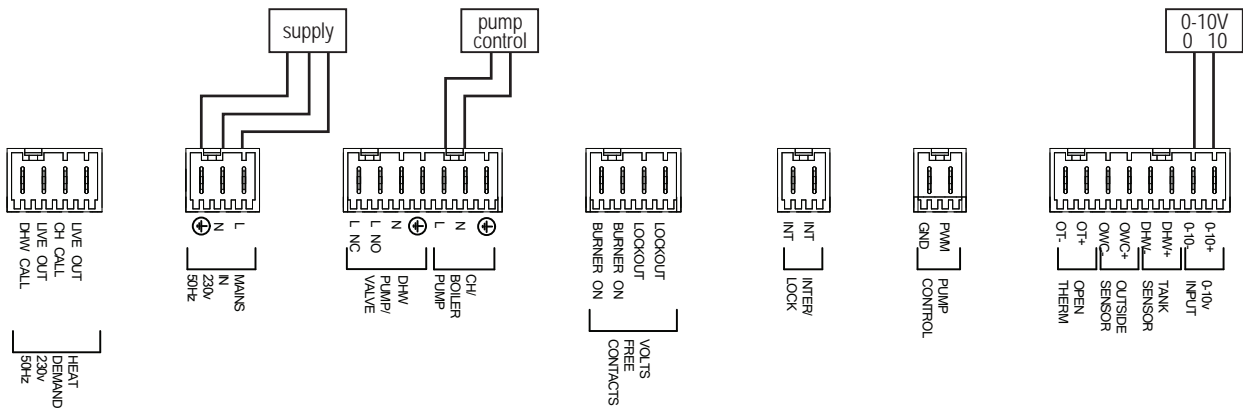 supply
pump
control
0-10V
0 10
DHW CALL
LIVE OUT
CH CALL
LIVE OUT
HEAT
DEMAND
230v
50Hz
N
L
MAINS
IN
230v
50Hz
L NC
L NO
N
L
N
DHW
PUMP/
VALVE
CH/
BOILER
PUMP
BURNER ON
BURNER ON
LOCKOUT
LOCKOUT
VOLTS
FREE
CONTACTS
INT
INT
INTER/
LOCK
GND
PWM
PUMP
CONTROL
OT-
OT+
OWC-
OWC+
DHW-
DHW+
0-10-
0-10+
OPEN
THERM
OUTSIDE
SENSOR
TANK
SENSOR
0-10v
INPUT